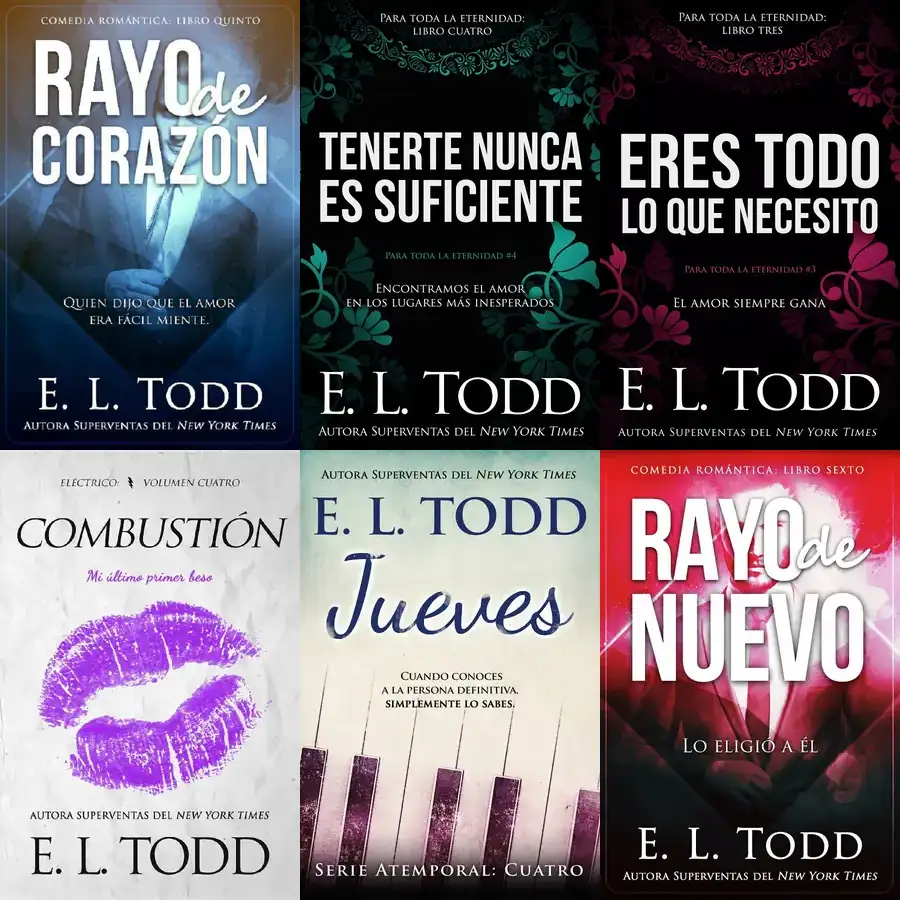 COMEDIA ROMÁNTICA: LIBRO QUINTO
RAYO de
CORAZÓN
QUIEN DIJO QUE EL AMOR
ERA FÁCIL MIENTE.
E. L. TODD
AUTORA SUPERVENTAS DEL NEW YORK TIMES
PARA TODA LA ETERNIDAD:
LIBRO CUATRO
TENERTE NUNCA
ES SUFICIENTE
PARA TODA LA ETERNIDAD #4
ENCONTRAMOS EL AMOR
EN LOS LUGARES MÁS INESPERADOS
E. L. TODD
AUTORA SUPERVENTAS DEL NEW YORK TIMES
PARA TODA LA ETERNIDAD:
LIBRO TRES
ERES TODO
LO QUE NECESITO
PARA TODA LA ETERNIDAD #3
EL AMOR SIEMPRE GANA
E. L. TODD
AUTORA SUPERVENTAS DEL NEW YORK TIMES
ELÉCTRICO: VOLUMEN CUATRO
COMBUSTIÓN
Mi último primer beso
AUTORA SUPERVENTAS DEL NEW YORK TIMES
E. L. TODD
AUTORA SUPERVENTAS DEL NEW YORK TIMES
E. L. TODD
Jueves
CUANDO CONOCES
A LA PERSONA DEFINITIVA,
SIMPLEMENTE LO SABES.
SERIE ATEMPORAL: CUATRO
COMEDIA ROMÁNTICA: LIBRO SEXTO
RAYO de
NUEVO
LO ELIGIÓ A ÉL
E. L. TODD
AUTORA SUPERVENTAS DEL NEW YORK TIMES